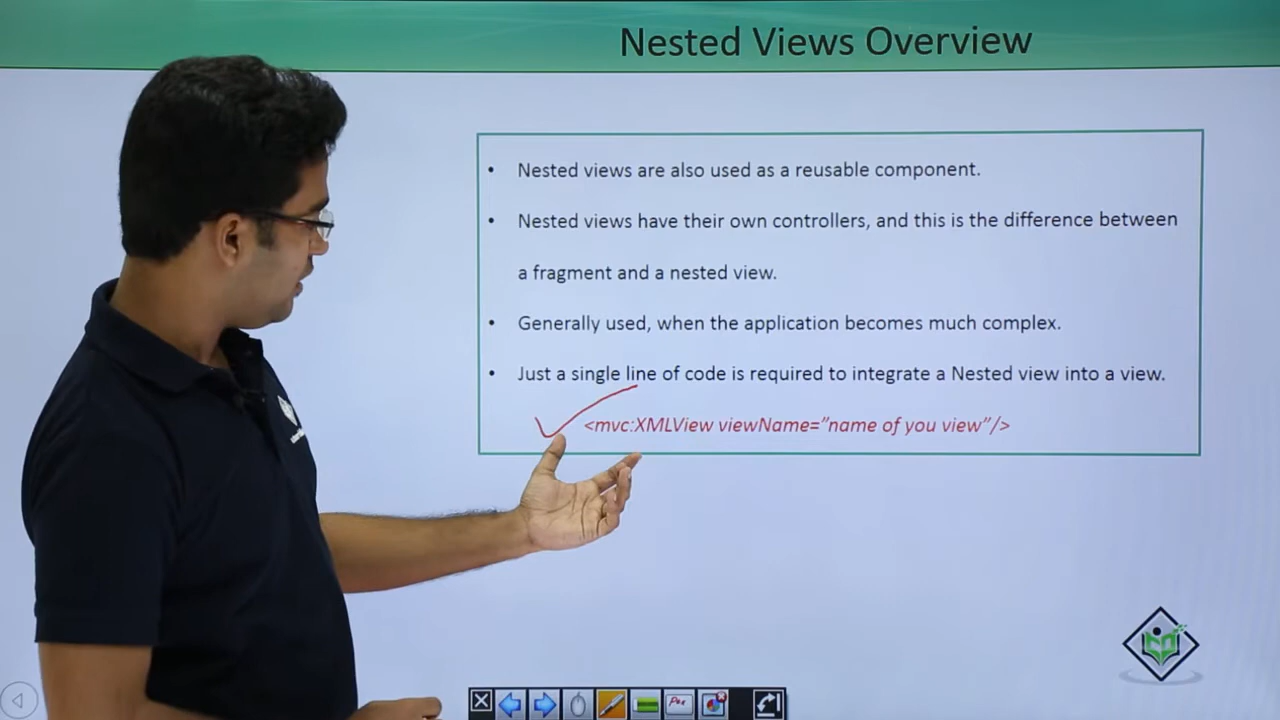 Nested Views Overview
• Nested views are also used as a reusable component.
• Nested views have their own controllers, and this is the difference between
a fragment and a nested view.
• Generally used, when the application becomes much complex.
• Just a single line of code is required to integrate a Nested view into a view.
<mvc:XMLView viewName=”name of you view”/>